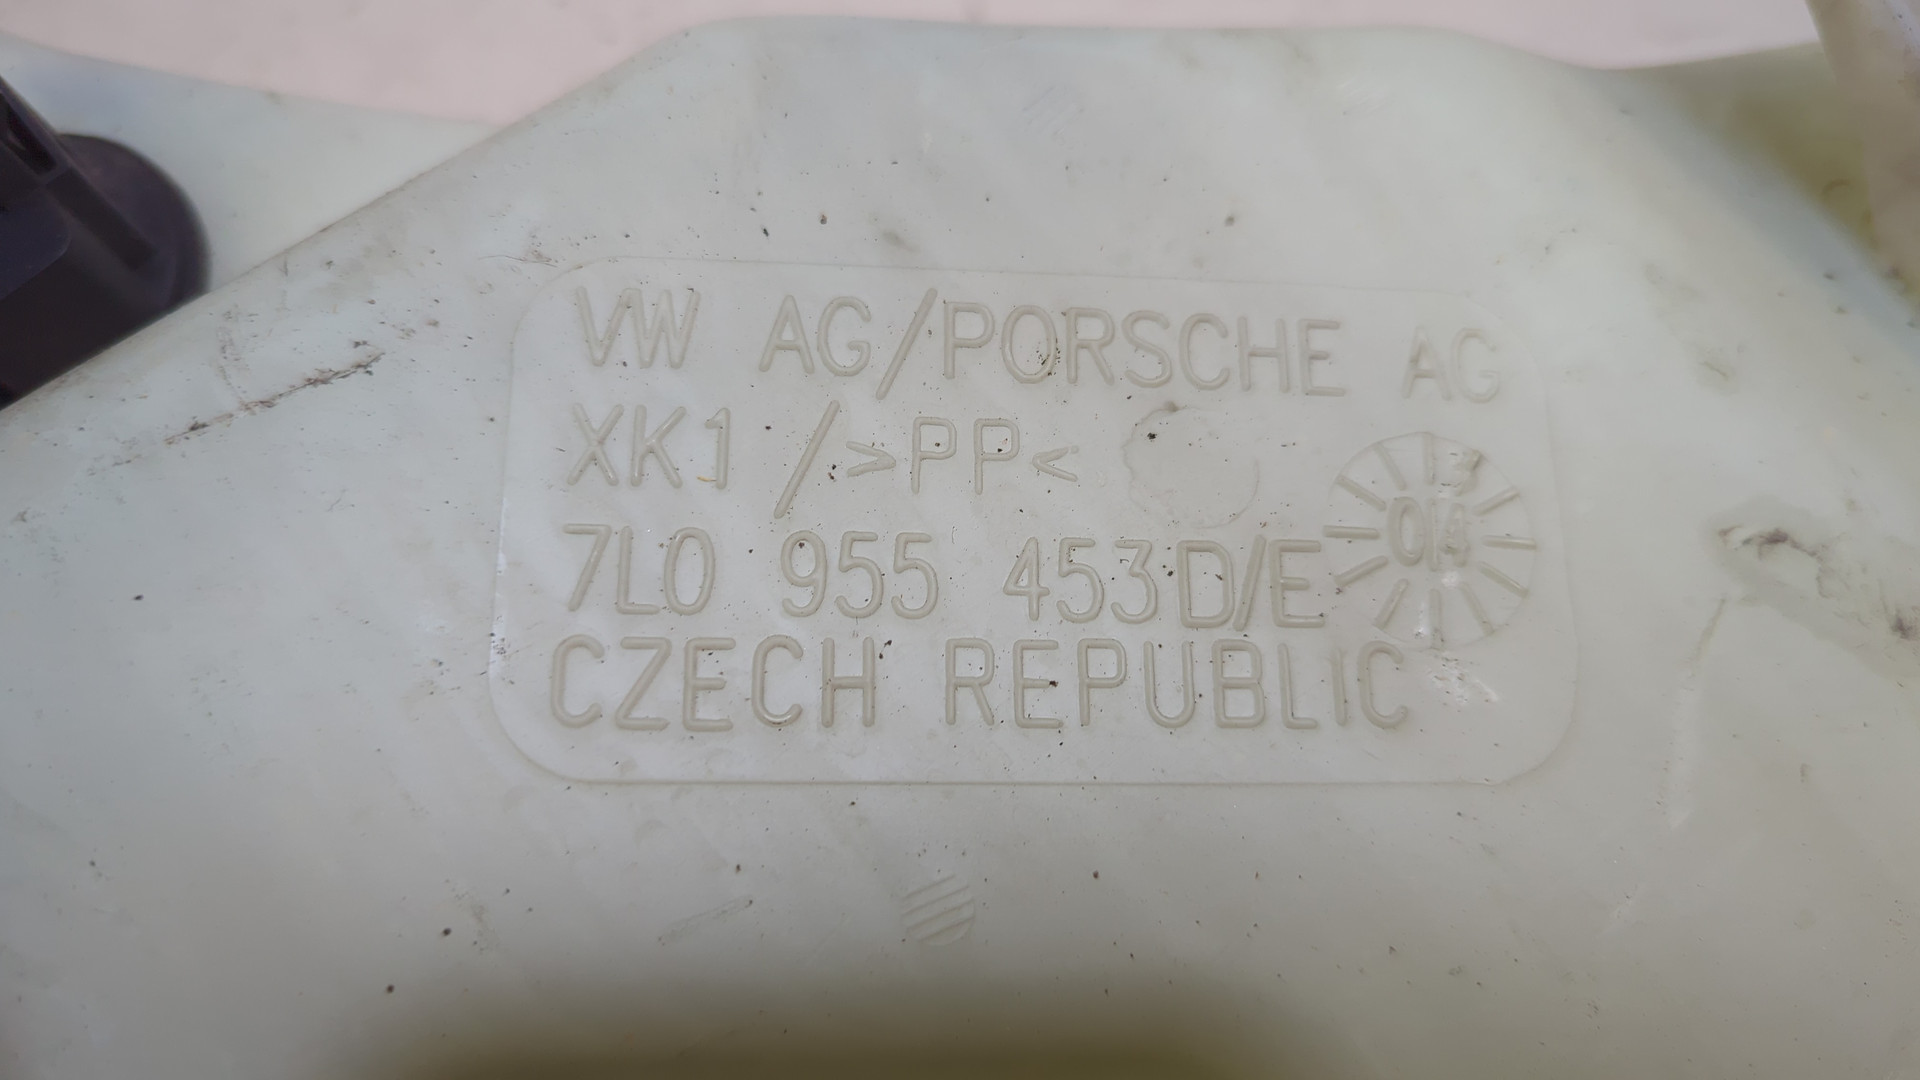 VW AG/PORSCHE AG
XK1 />PP<
7L0 955 453D/E
CZECH REPUBLIC